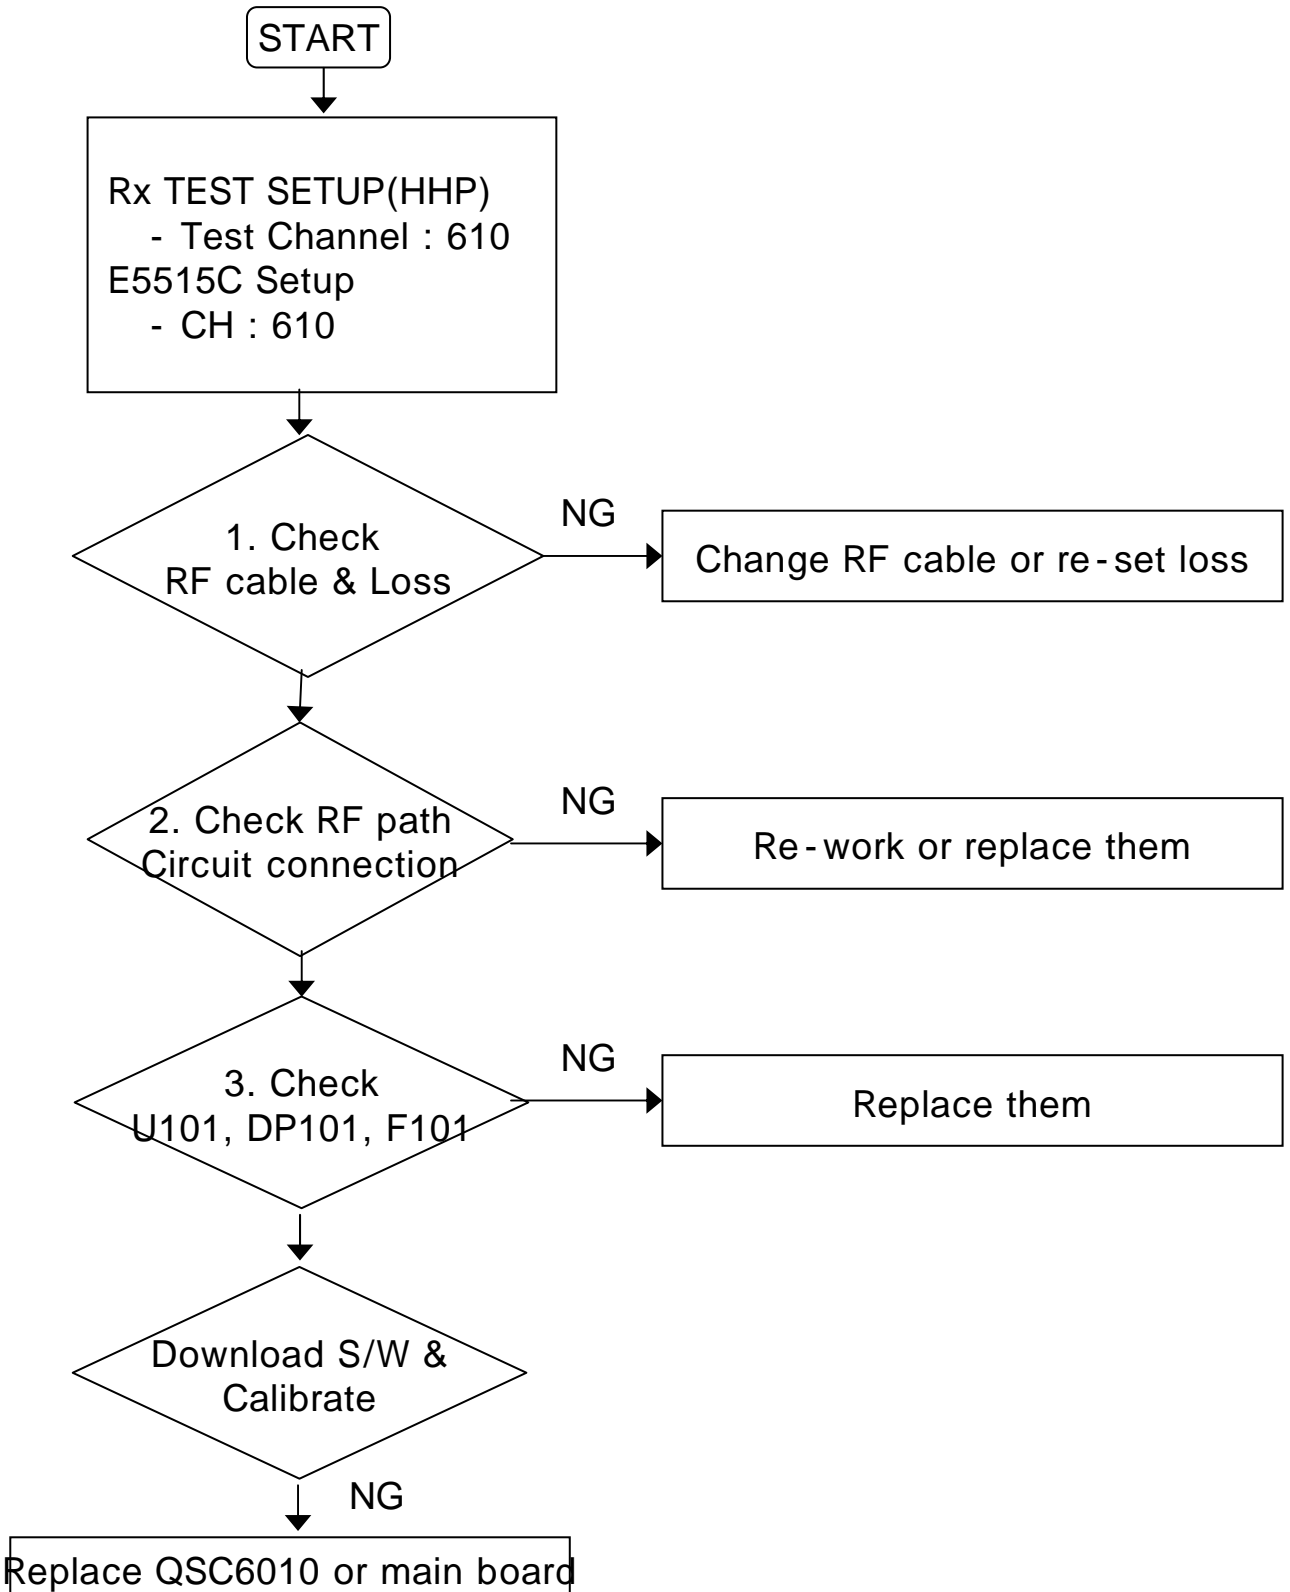 START
Rx TEST SETUP(HHP)
- Test Channel : 610
E5515C Setup
- CH : 610
1. Check
RF cable & Loss
NG
Change RF cable or re-set loss
2. Check RF path
Circuit connection
NG
Re-work or replace them
3. Check
U101, DP101, F101
NG
Replace them
Download S/W &
Calibrate
NG
Replace QSC6010 or main board